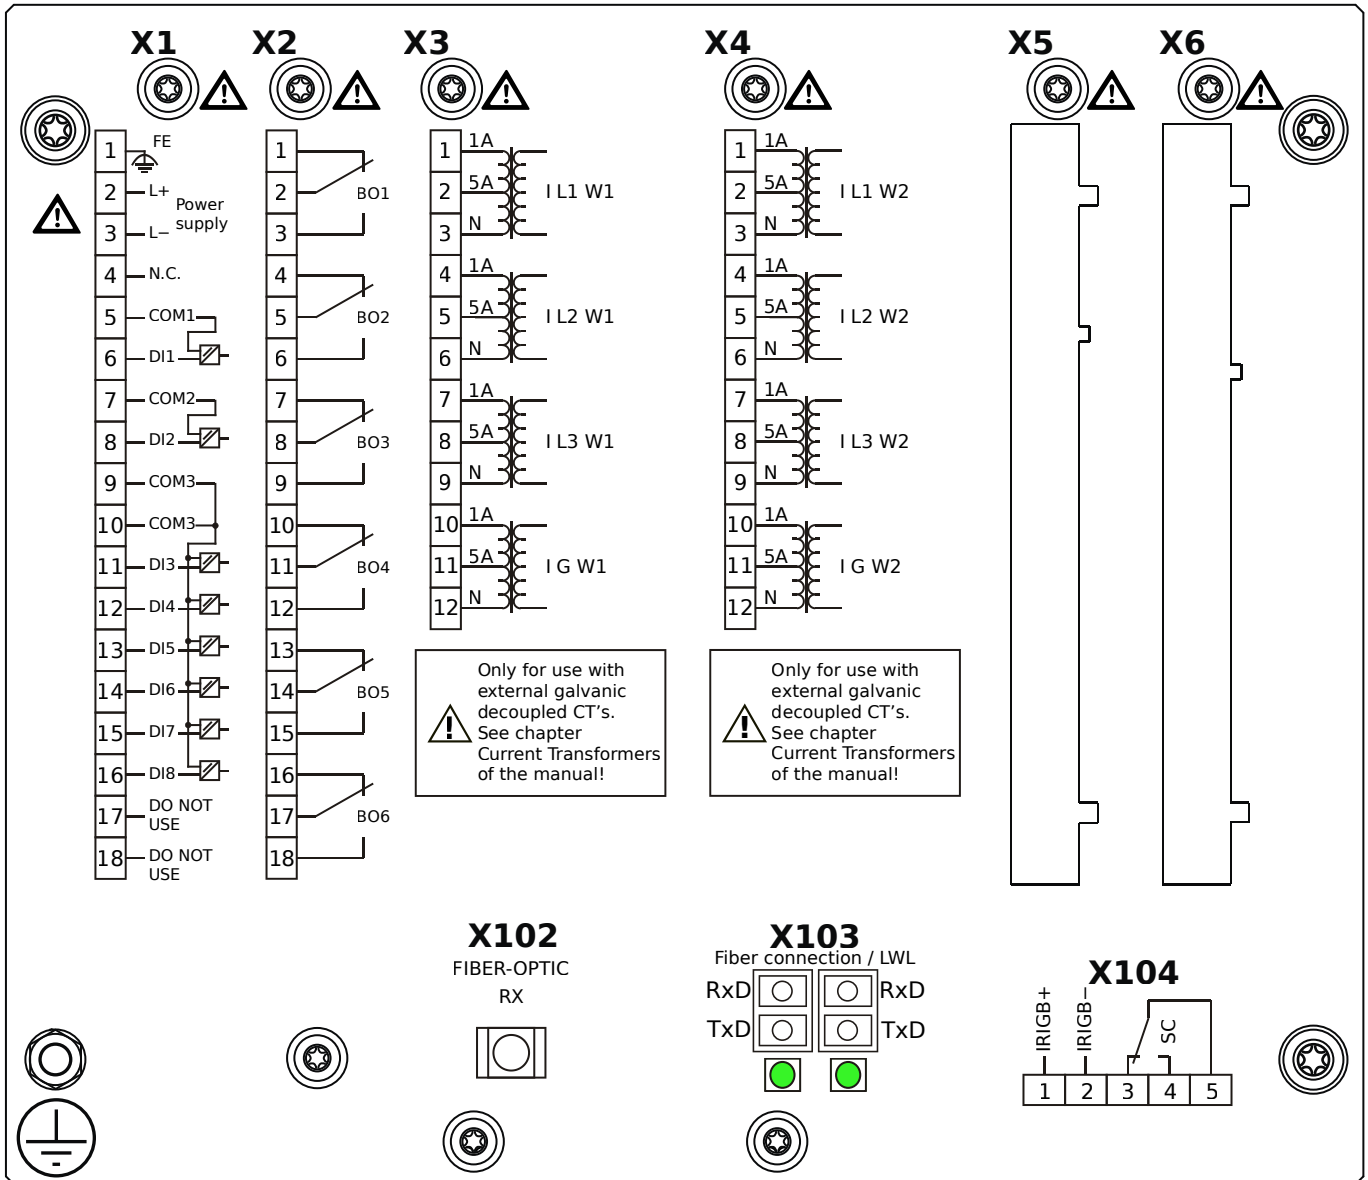 X1 X2 X3 X4 X5 X6
1 FE
2 L+
Power
supply
3 L−
4 N.C.
5 COM1
6 DI1
7 COM2
8 DI2
9 COM3
10 COM3
11 DI3
12 DI4
13 DI5
14 DI6
15 DI7
16 DI8
17 DO NOT
USE
18 DO NOT
USE
1
2 BO1
3
4
5 BO2
6
7
8 BO3
9
10
11 BO4
12
13
14 BO5
15
16
17 BO6
18
1 1A
2 5A I L1 W1
3 N
4 1A
5 5A I L2 W1
6 N
7 1A
8 5A I L3 W1
9 N
10 1A
11 5A I G W1
12 N
Only for use with
external galvanic
decoupled CT's.
See chapter
Current Transformers
of the manual!
1 1A
2 5A I L1 W2
3 N
4 1A
5 5A I L2 W2
6 N
7 1A
8 5A I L3 W2
9 N
10 1A
11 5A I G W2
12 N
Only for use with
external galvanic
decoupled CT's.
See chapter
Current Transformers
of the manual!
X102
FIBER-OPTIC
RX
X103
Fiber connection / LWL
RxD RxD
TxD TxD
X104
IRIGB+
IRIGB−
SC
1 2 3 4 5